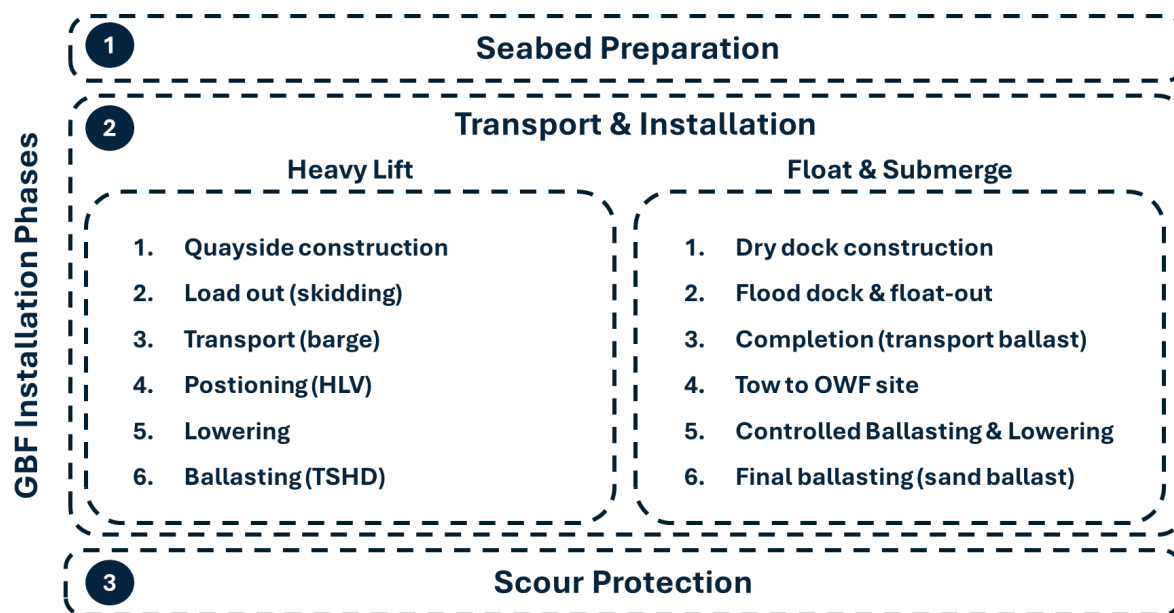 GBF Installation Phases
1
Seabed Preparation
2
Transport & Installation
Heavy Lift
1. Quayside construction
2. Load out (skidding)
3. Transport (barge)
4. Postioning (HLV)
5. Lowering
6. Ballasting (TSHD)
Float & Submerge
1. Dry dock construction
2. Flood dock & float-out
3. Completion (transport ballast)
4. Tow to OWF site
5. Controlled Ballasting & Lowering
6. Final ballasting (sand ballast)
3
Scour Protection